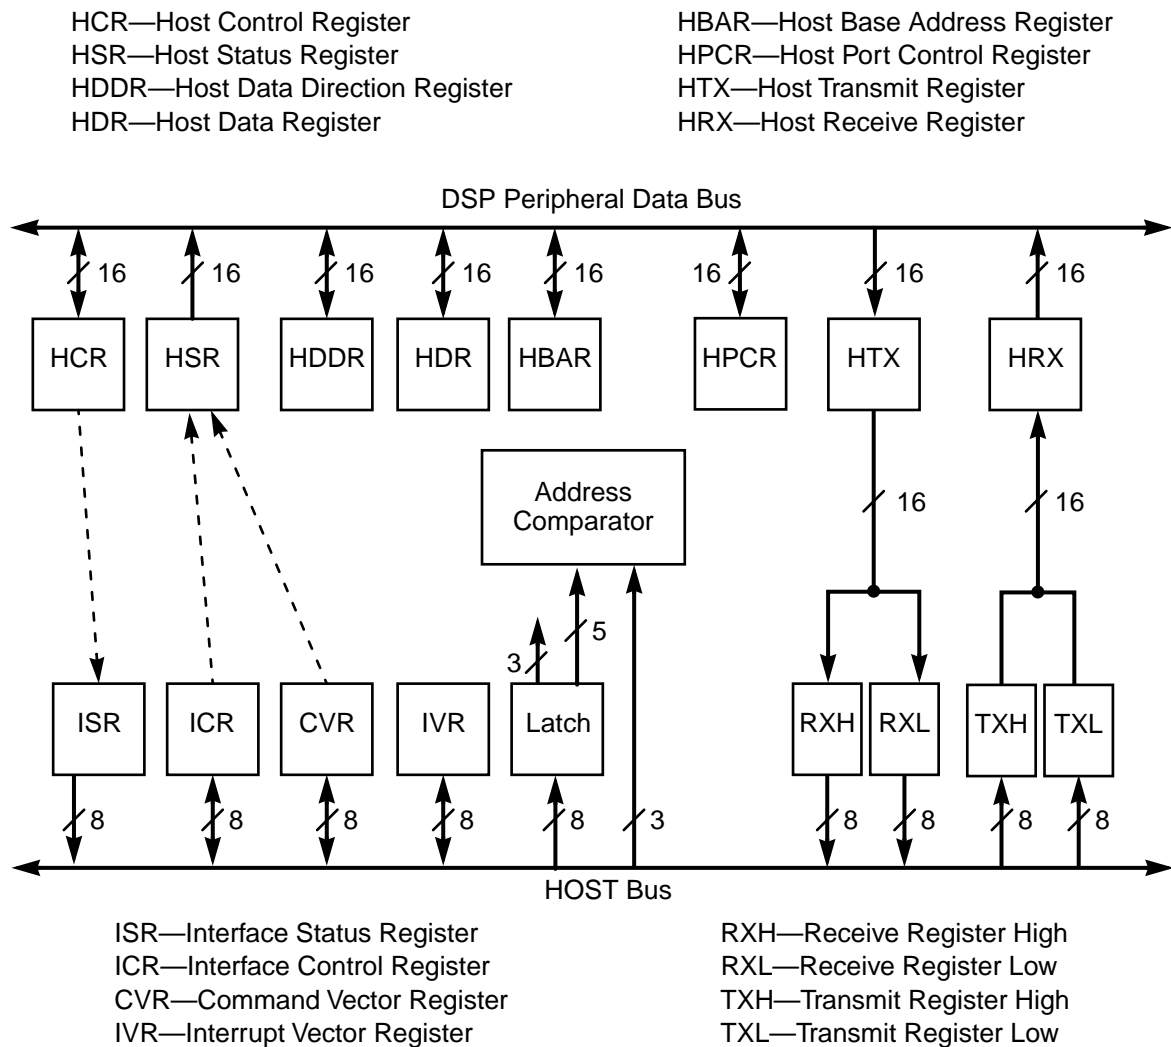 HCR—Host Control Register
HSR—Host Status Register
HDDR—Host Data Direction Register
HDR—Host Data Register
HBAR—Host Base Address Register
HPCR—Host Port Control Register
HTX—Host Transmit Register
HRX—Host Receive Register
DSP Peripheral Data Bus
16 16 16 16 16 16 16 16
HCR HSR HDDR HDR HBAR HPCR HTX HRX
Address
Comparator
16 16
3 5
ISR ICR CVR IVR Latch RXH RXL TXH TXL
8 8 8 8 8 3 8 8 8 8
HOST Bus
ISR—Interface Status Register
ICR—Interface Control Register
CVR—Command Vector Register
IVR—Interrupt Vector Register
RXH—Receive Register High
RXL—Receive Register Low
TXH—Transmit Register High
TXL—Transmit Register Low